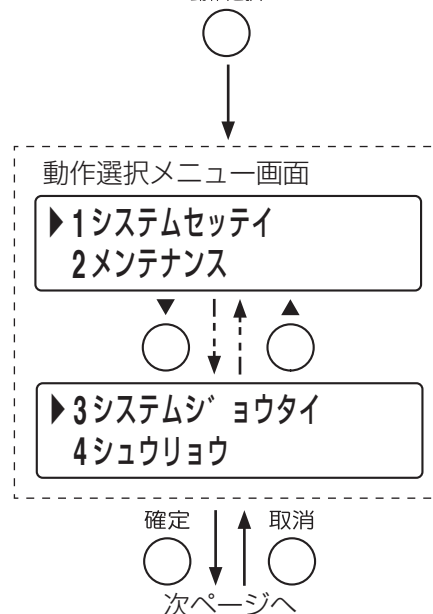 動作選択メニュー画面
▶1システムセッテイ
2メンテナンス
▼ ▲
▶3システムシ゛ョウタイ
4シュウリョウ
確定 取消
次ページへ